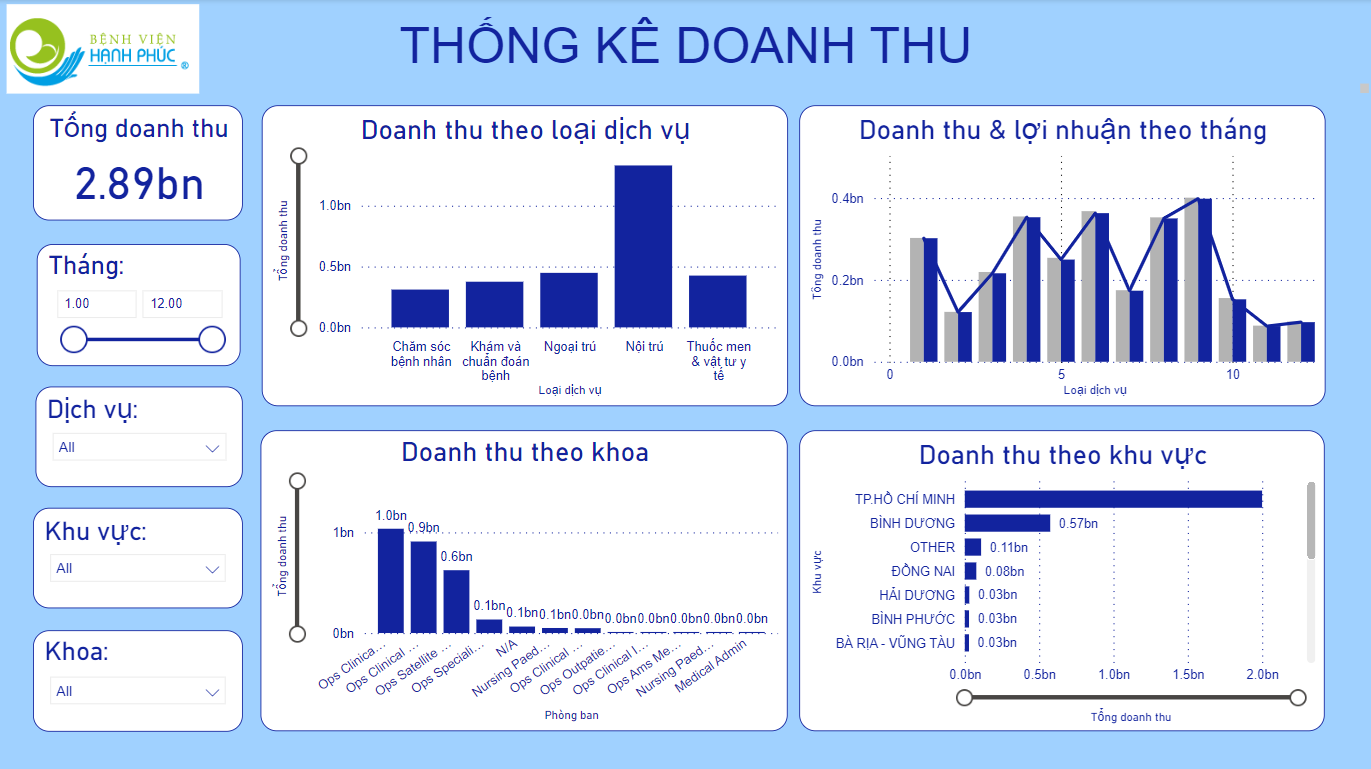 BỆNH VIỆN
HẠNH PHÚC ®
THỐNG KÊ DOANH THU
Tổng doanh thu
2.89bn
Tháng:
1.00
12.00
Dịch vụ:
All
Khu vực:
All
Khoa:
All
Doanh thu theo loại dịch vụ
Tổng doanh thu
1.0bn
0.5bn
0.0bn
Chăm sóc
bệnh nhân
Khám và
chuẩn đoán
bệnh
Ngoại trú
Nội trú
Thuốc men
& vật tư y
tế
Loại dịch vụ
Doanh thu & lợi nhuận theo tháng
Tổng doanh thu
0.4bn
0.2bn
0.0bn
0
5
10
Loại dịch vụ
Doanh thu theo khoa
Tổng doanh thu
1bn
0bn
1.0bn
0.9bn
0.6bn
0.1bn
0.1bn
0.1bn
0.0bn
0.0bn
0.0bn
0.0bn
0.0bn
0.0bn
Ops Clinica...
Ops Clinical ...
Ops Satellite ...
Ops Speciali...
N/A
Nursing Paed...
Ops Clinical ...
Ops Outpatie...
Ops Clinical I...
Ops Ams Me...
Nursing Paed...
Medical Admin
Phòng ban
Doanh thu theo khu vực
Khu vực
TP.HỒ CHÍ MINH
BÌNH DƯƠNG 0.57bn
OTHER 0.11bn
ĐỒNG NAI 0.08bn
HẢI DƯƠNG 0.03bn
BÌNH PHƯỚC 0.03bn
BÀ RỊA - VŨNG TÀU 0.03bn
0.0bn
0.5bn
1.0bn
1.5bn
2.0bn
Tổng doanh thu